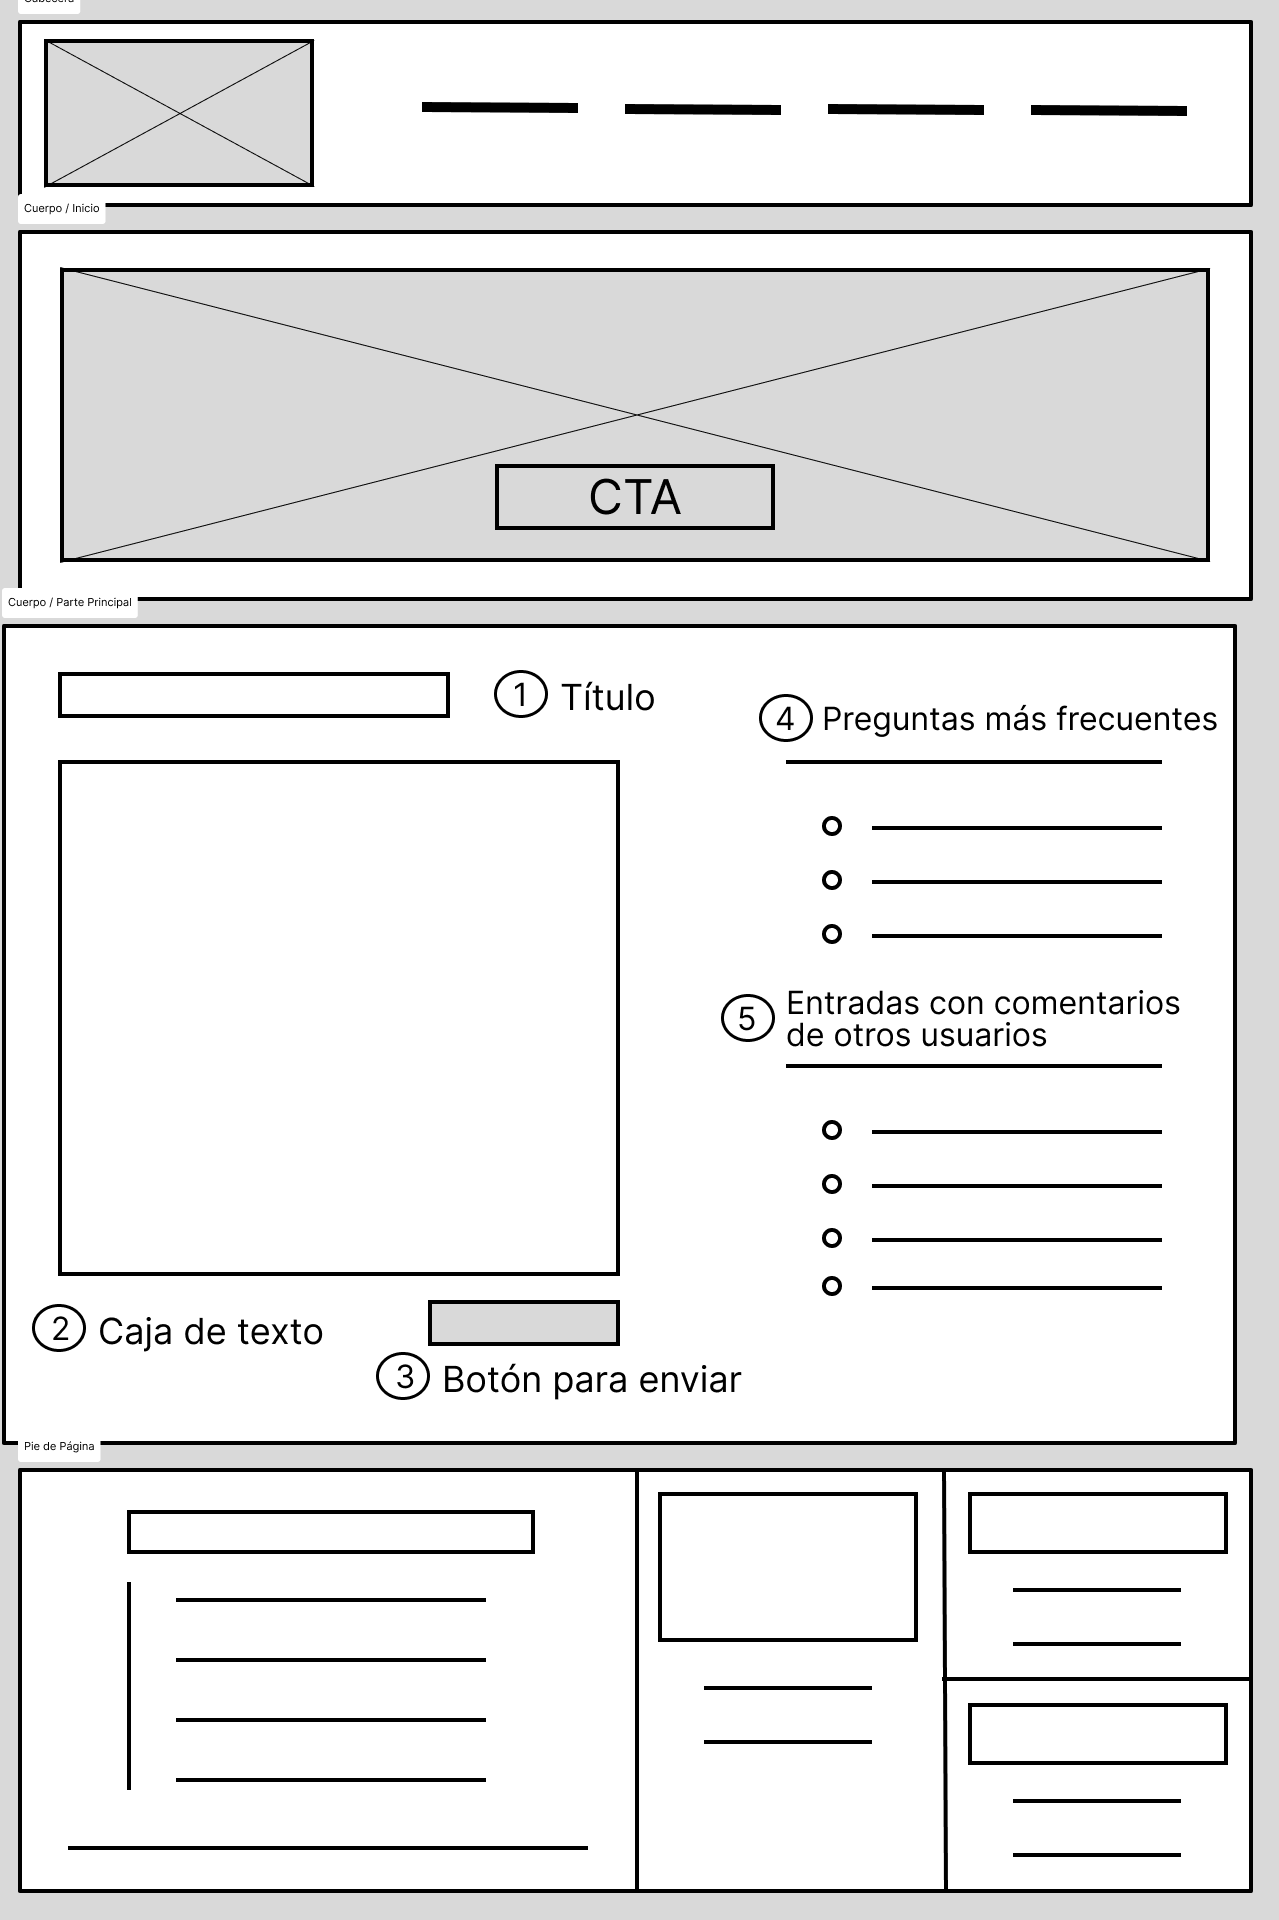 Cabecera
Cuerpo / Inicio
CTA
Cuerpo / Parte Principal
1 Título
4 Preguntas más frecuentes
5 Entradas con comentarios
de otros usuarios
2 Caja de texto
3 Botón para enviar
Pie de Página